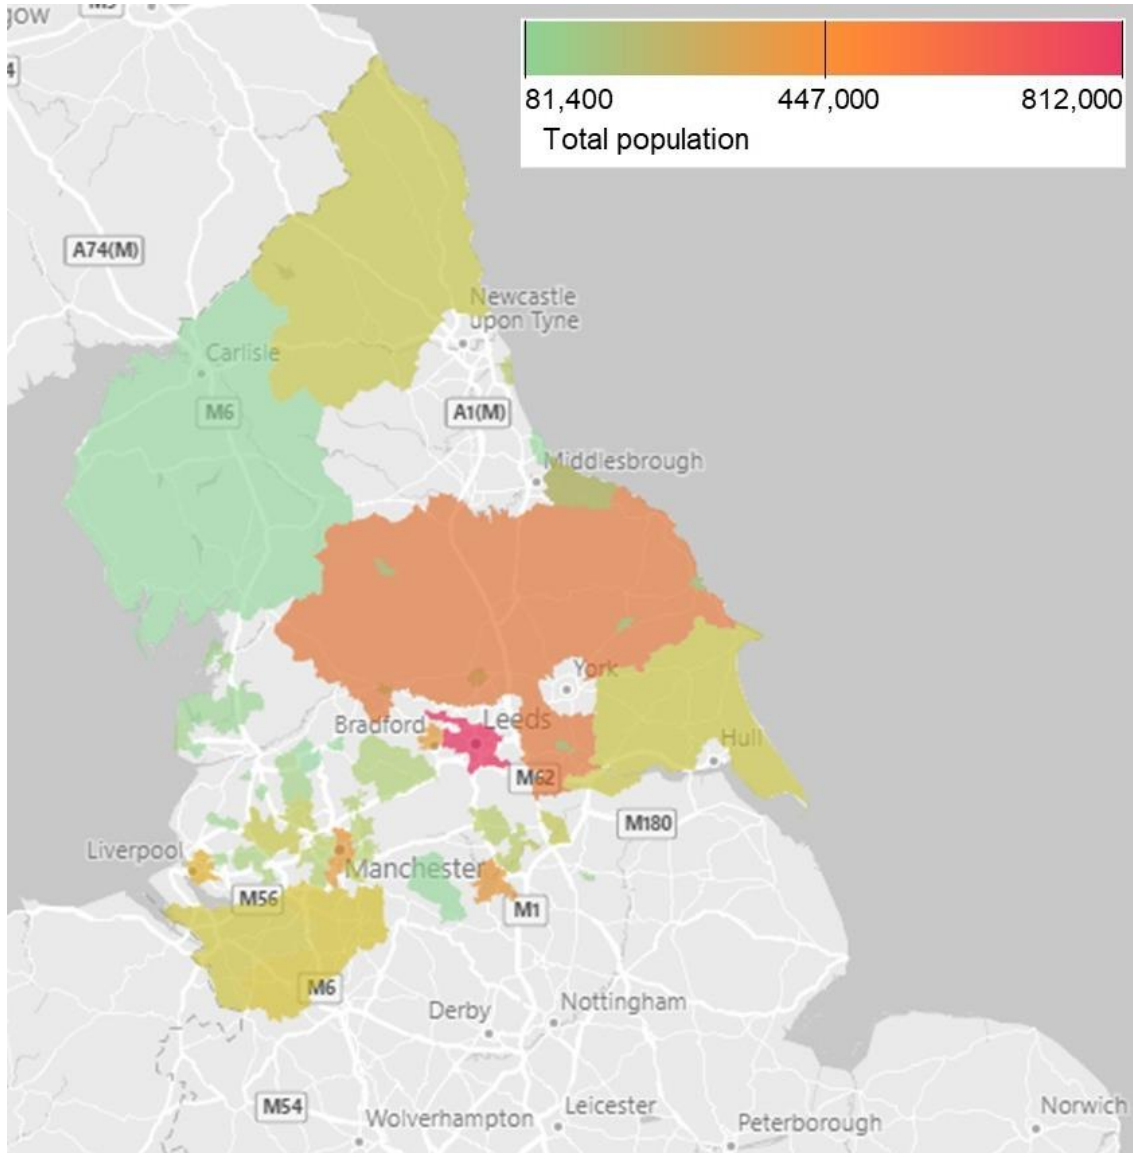 81,400 447,000 812,000
Total population
A74(M)
Newcastle
upon Tyne
Carlisle
M6
A1(M)
Middlesbrough
York
Bradford
Leeds
Hull
M62
M180
Liverpool
Manchester
M56
M1
M6
Derby
Nottingham
M54
Wolverhampton
Leicester
Peterborough
Norwich